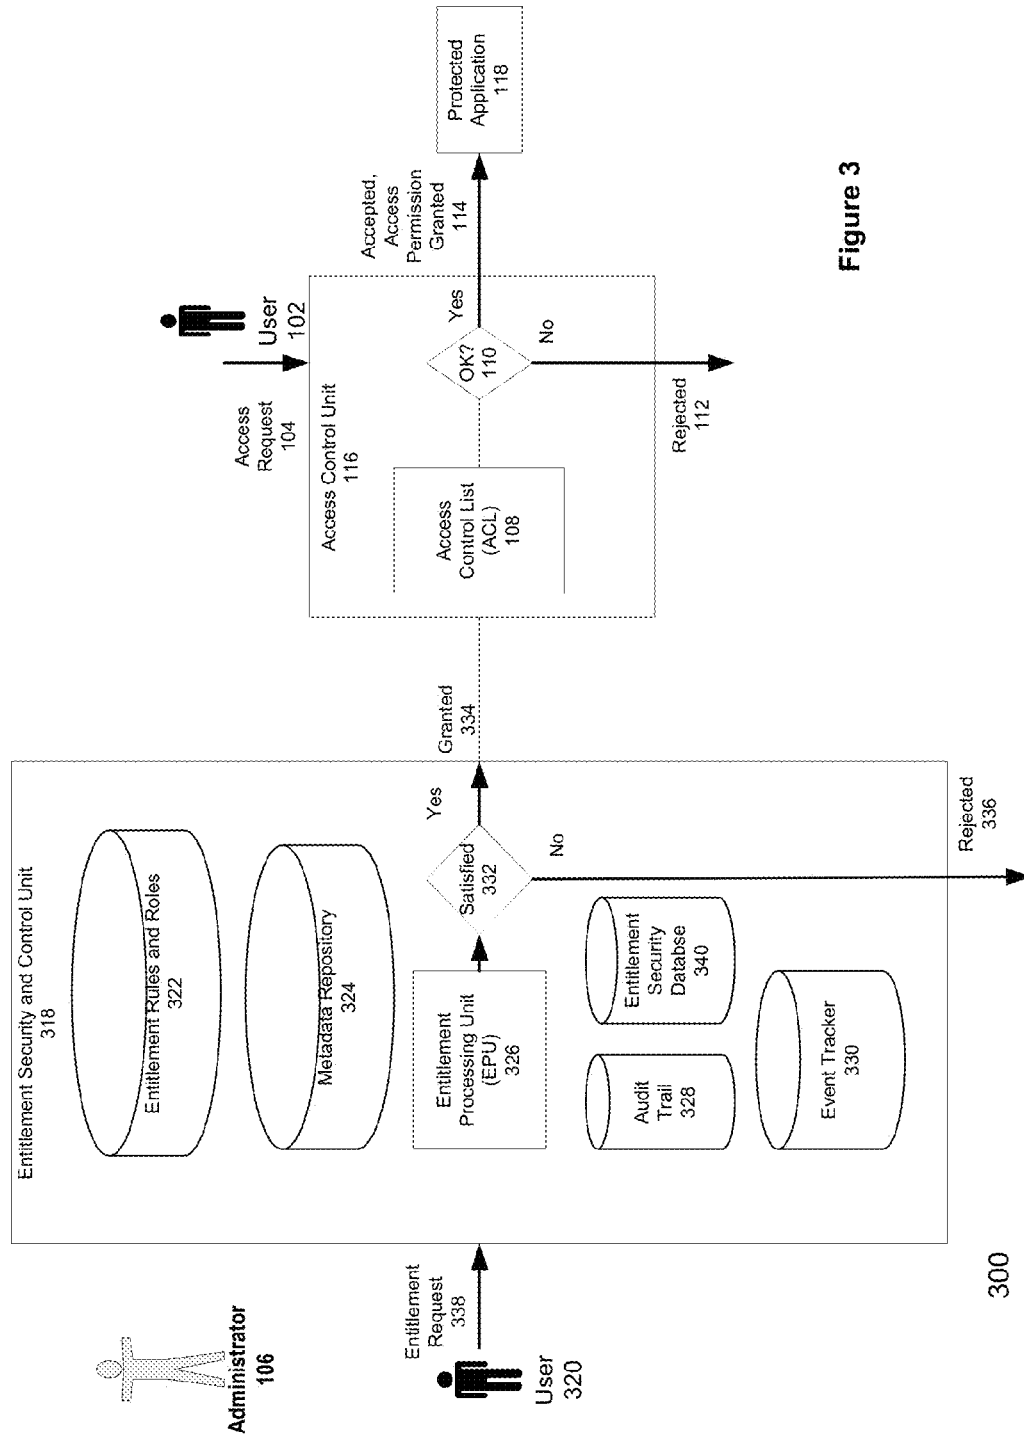 Administrator
106
User
320
Entitlement
Request
338
Entitlement Security and Control Unit
318
Entitlement Rules and Roles
322
Metadata Repository
324
Entitlement
Processing Unit
(EPU)
326
Satisfied
332
Yes
No
Audit
Trail
328
Entitlement
Security
Databse
340
Event Tracker
330
Rejected
336
Granted
334
Access
Request
104
User
102
Access Control Unit
116
Access
Control List
(ACL)
108
OK?
110
Yes
No
Rejected
112
Accepted,
Access
Permission
Granted
114
Protected
Application
118
300
Figure 3